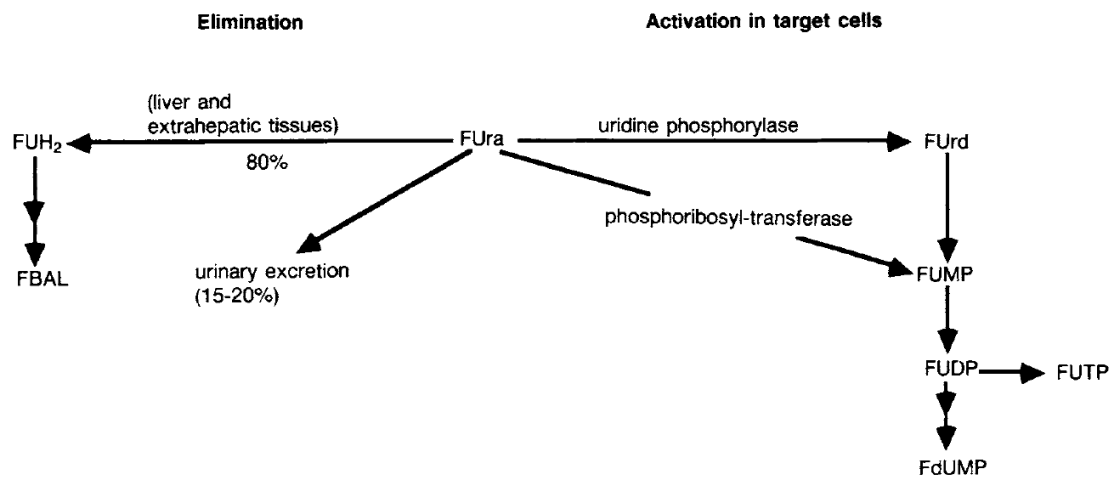 Elimination
Activation in target cells
(liver and
extrahepatic tissues)
FUH₂
80%
FUra
uridine phosphorylase
FUrd
phosphoribosyl-transferase
FBAL
urinary excretion
(15-20%)
FUMP
FUDP
FUTP
FdUMP